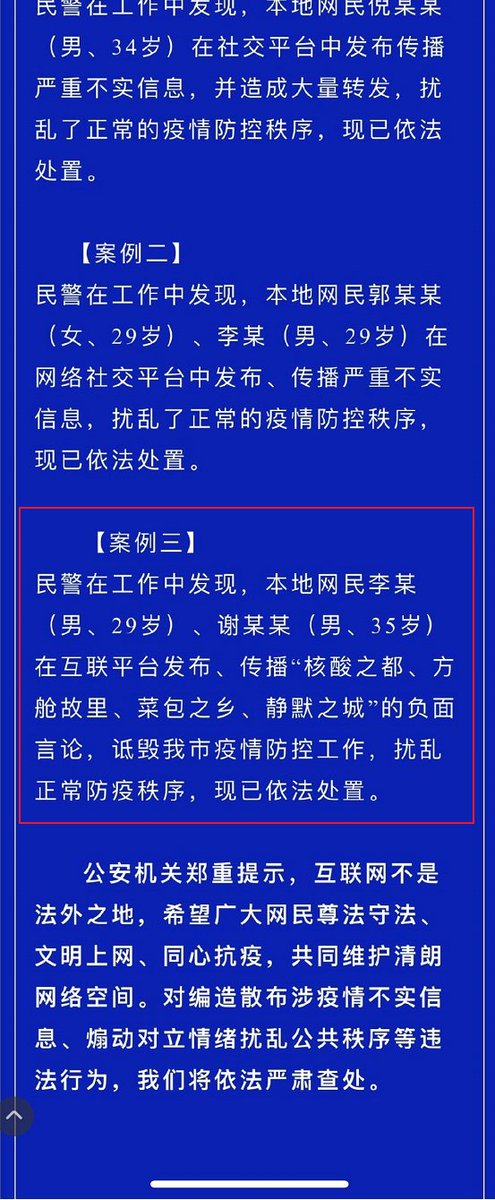 民警在工作中发现，本地网民倪某某
（男、34岁）在社交平台中发布传播
严重不实信息，并造成大量转发，扰
乱了正常的疫情防控秩序，现已依法
处置。
【案例二】
民警在工作中发现，本地网民郭某某
（女、29岁）、李某（男、29岁）在
网络社交平台中发布、传播严重不实
信息，扰乱了正常的疫情防控秩序，
现已依法处置。
【案例三】
民警在工作中发现，本地网民李某
（男、29岁）、谢某某（男、35岁）
在互联平台发布、传播“核酸之都、方
舱故里、菜包之乡、静默之城”的负面
言论，诋毁我市疫情防控工作，扰乱
正常防疫秩序，现已依法处置。
公安机关郑重提示，互联网不是
法外之地，希望广大网民尊法守法、
文明上网、同心抗疫，共同维护清朗
网络空间。对编造散布涉疫情不实信
息、煽动对立情绪扰乱公共秩序等违
法行为，我们将依法严肃查处。